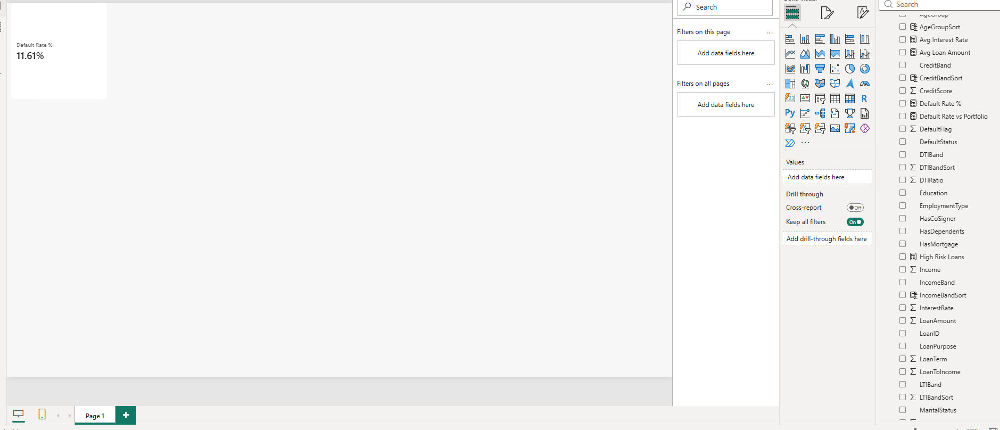 Default Rate %
11.61%
Page 1
Search
Filters on this page
...
Add data fields here
Filters on all pages
...
Add data fields here
123
R
Py
...
Values
Add data fields here
Drill through
Cross-report
Off
Keep all filters
On
Add drill-through fields here
Search
AgeGroup
AgeGroupSort
Avg Interest Rate
Avg Loan Amount
CreditBand
CreditBandSort
CreditScore
Default Rate %
Default Rate vs Portfolio
DefaultFlag
DefaultStatus
DTIBand
DTIBandSort
DTIRatio
Education
EmploymentType
HasCoSigner
HasDependents
HasMortgage
High Risk Loans
Income
IncomeBand
IncomeBandSort
InterestRate
LoanAmount
LoanID
LoanPurpose
LoanTerm
LoanToIncome
LTIBand
LTIBandSort
MaritalStatus